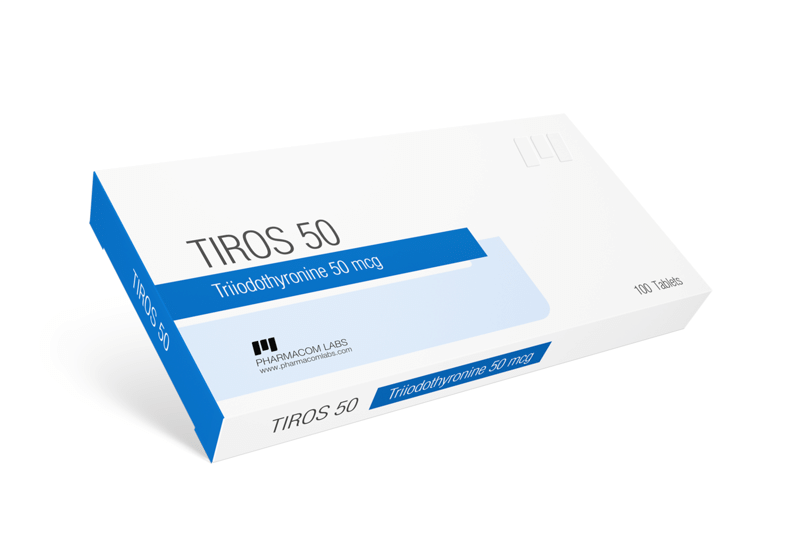 TIROS 50
Triiodothyronine 50 mcg
100 Tablets
PHARMACOM LABS
www.pharmacomlabs.com
TIROS 50
TIROS 50
Triiodothyronine 50 mcg